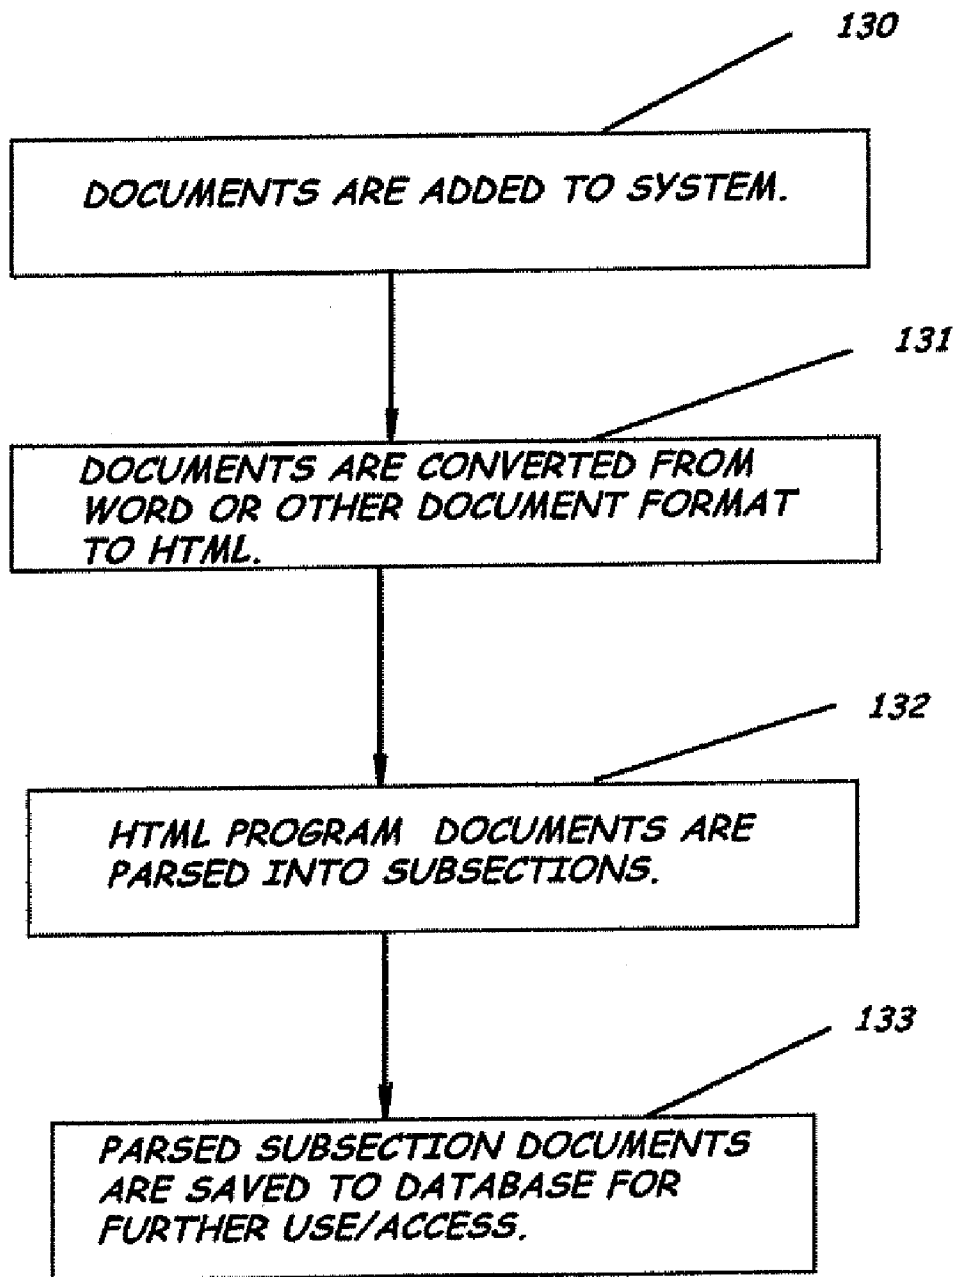 130
DOCUMENTS ARE ADDED TO SYSTEM.
131
DOCUMENTS ARE CONVERTED FROM
WORD OR OTHER DOCUMENT FORMAT
TO HTML.
132
HTML PROGRAM DOCUMENTS ARE
PARSED INTO SUBSECTIONS.
133
PARSED SUBSECTION DOCUMENTS
ARE SAVED TO DATABASE FOR
FURTHER USE/ACCESS.